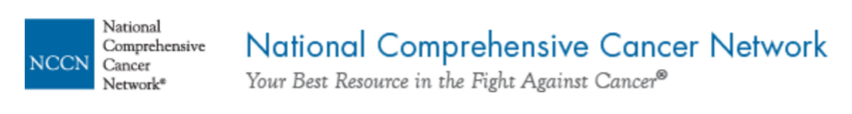 NCCN
National
Comprehensive
Cancer
Network®
National Comprehensive Cancer Network
Your Best Resource in the Fight Against Cancer®